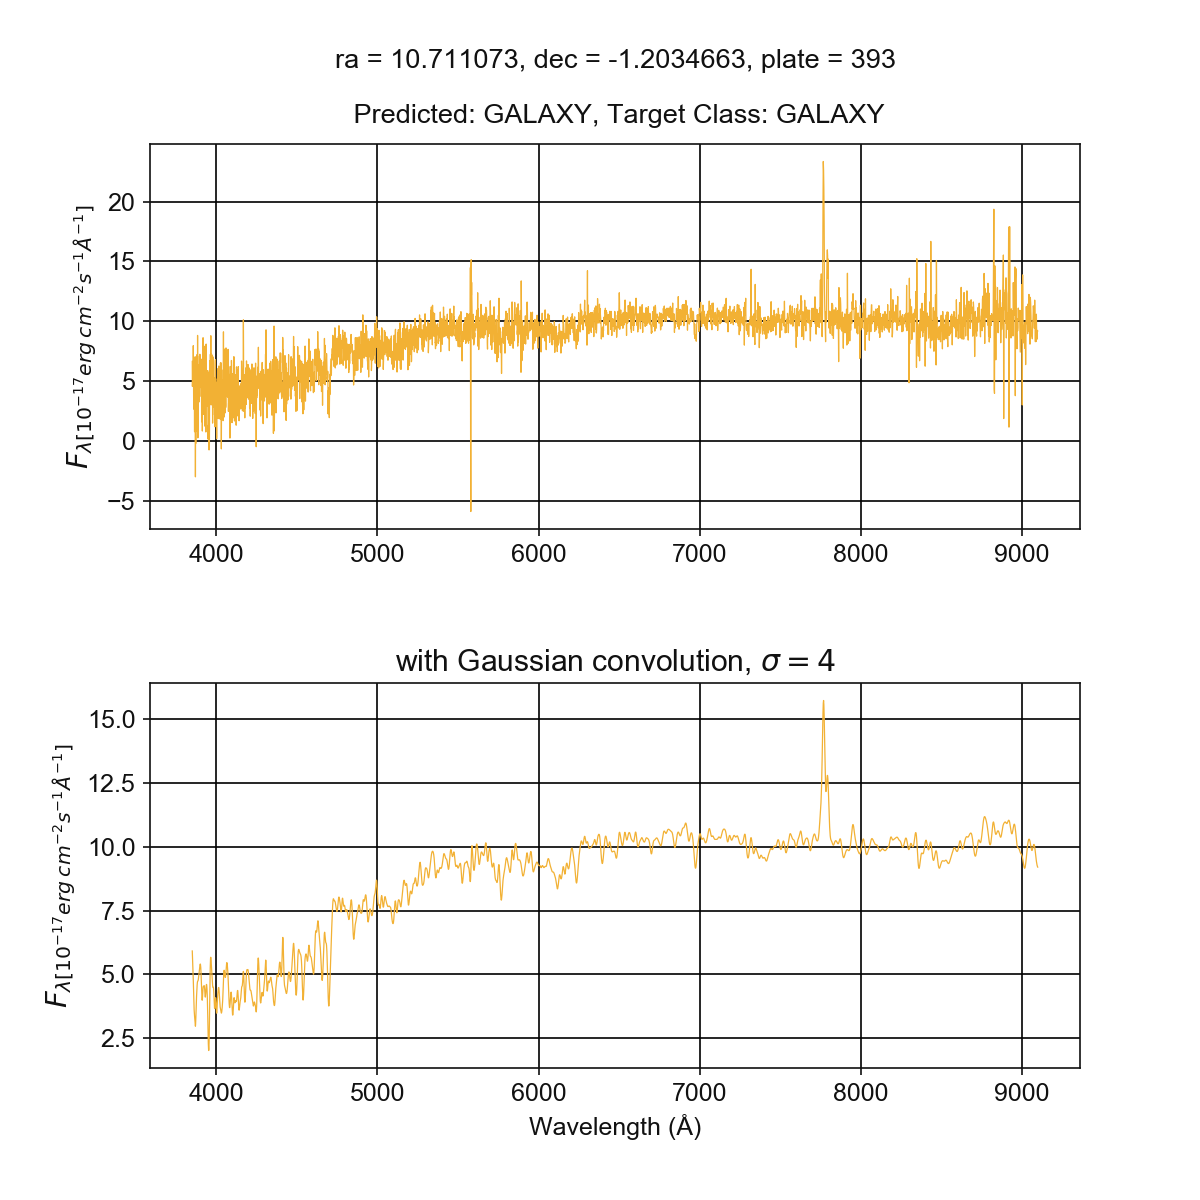 ra = 10.711073, dec = -1.2034663, plate = 393
Predicted: GALAXY, Target Class: GALAXY
F_λ[10⁻¹⁷erg cm⁻²s⁻¹Å⁻¹]
20
15
10
5
0
−5
4000 5000 6000 7000 8000 9000
with Gaussian convolution, σ = 4
F_λ[10⁻¹⁷erg cm⁻²s⁻¹Å⁻¹]
15.0
12.5
10.0
7.5
5.0
2.5
4000 5000 6000 7000 8000 9000
Wavelength (Å)